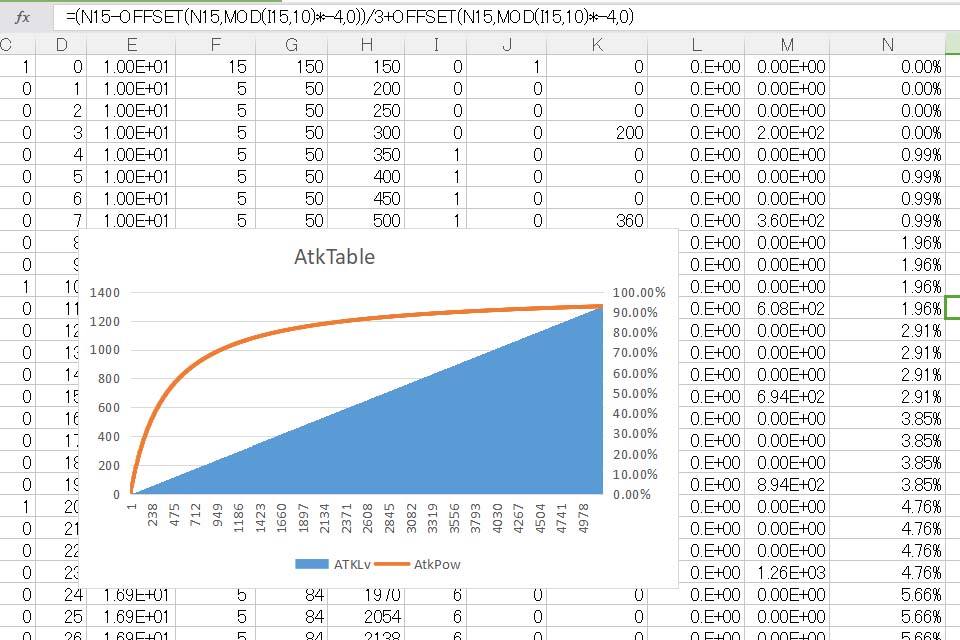 fx =(N15-OFFSET(N15,MOD(I15,10)*-4,0))/3+OFFSET(N15,MOD(I15,10)*-4,0)
C D E F G H I J K L M N
1 0 1.00E+01 15 150 150 0 1 0 0.E+00 0.00E+00 0.00%
0 1 1.00E+01 5 50 200 0 0 0 0.E+00 0.00E+00 0.00%
0 2 1.00E+01 5 50 250 0 0 0 0.E+00 0.00E+00 0.00%
0 3 1.00E+01 5 50 300 0 0 200 0.E+00 2.00E+02 0.00%
0 4 1.00E+01 5 50 350 1 0 0 0.E+00 0.00E+00 0.99%
0 5 1.00E+01 5 50 400 1 0 0 0.E+00 0.00E+00 0.99%
0 6 1.00E+01 5 50 450 1 0 0 0.E+00 0.00E+00 0.99%
0 7 1.00E+01 5 50 500 1 0 360 0.E+00 3.60E+02 0.99%
0 8 0.E+00 0.00E+00 1.96%
0 9 0.E+00 0.00E+00 1.96%
1 10 0.E+00 0.00E+00 1.96%
0 11 0.E+00 6.08E+02 1.96%
0 12 0.E+00 0.00E+00 2.91%
0 13 0.E+00 0.00E+00 2.91%
0 14 0.E+00 0.00E+00 2.91%
0 15 0.E+00 6.94E+02 2.91%
0 16 0.E+00 0.00E+00 3.85%
0 17 0.E+00 0.00E+00 3.85%
0 18 0.E+00 0.00E+00 3.85%
0 19 0.E+00 8.94E+02 3.85%
1 20 0.E+00 0.00E+00 4.76%
0 21 0.E+00 0.00E+00 4.76%
0 22 0.E+00 0.00E+00 4.76%
0 23 0.E+00 1.26E+03 4.76%
AtkTable
1400
1200
1000
800
600
400
200
0
100.00%
90.00%
80.00%
70.00%
60.00%
50.00%
40.00%
30.00%
20.00%
10.00%
0.00%
1 238 475 712 949 1186 1423 1660 1897 2134 2371 2608 2845 3082 3319 3556 3793 4030 4267 4504 4741 4978
ATKLv AtkPow
0 24 1.69E+01 5 84 1970 6 0 0 0.E+00 0.00E+00 5.66%
0 25 1.69E+01 5 84 2054 6 0 0 0.E+00 0.00E+00 5.66%
0 26 1.69E+01 5 84 2138 6 0 0 0.E+00 0.00E+00 5.66%